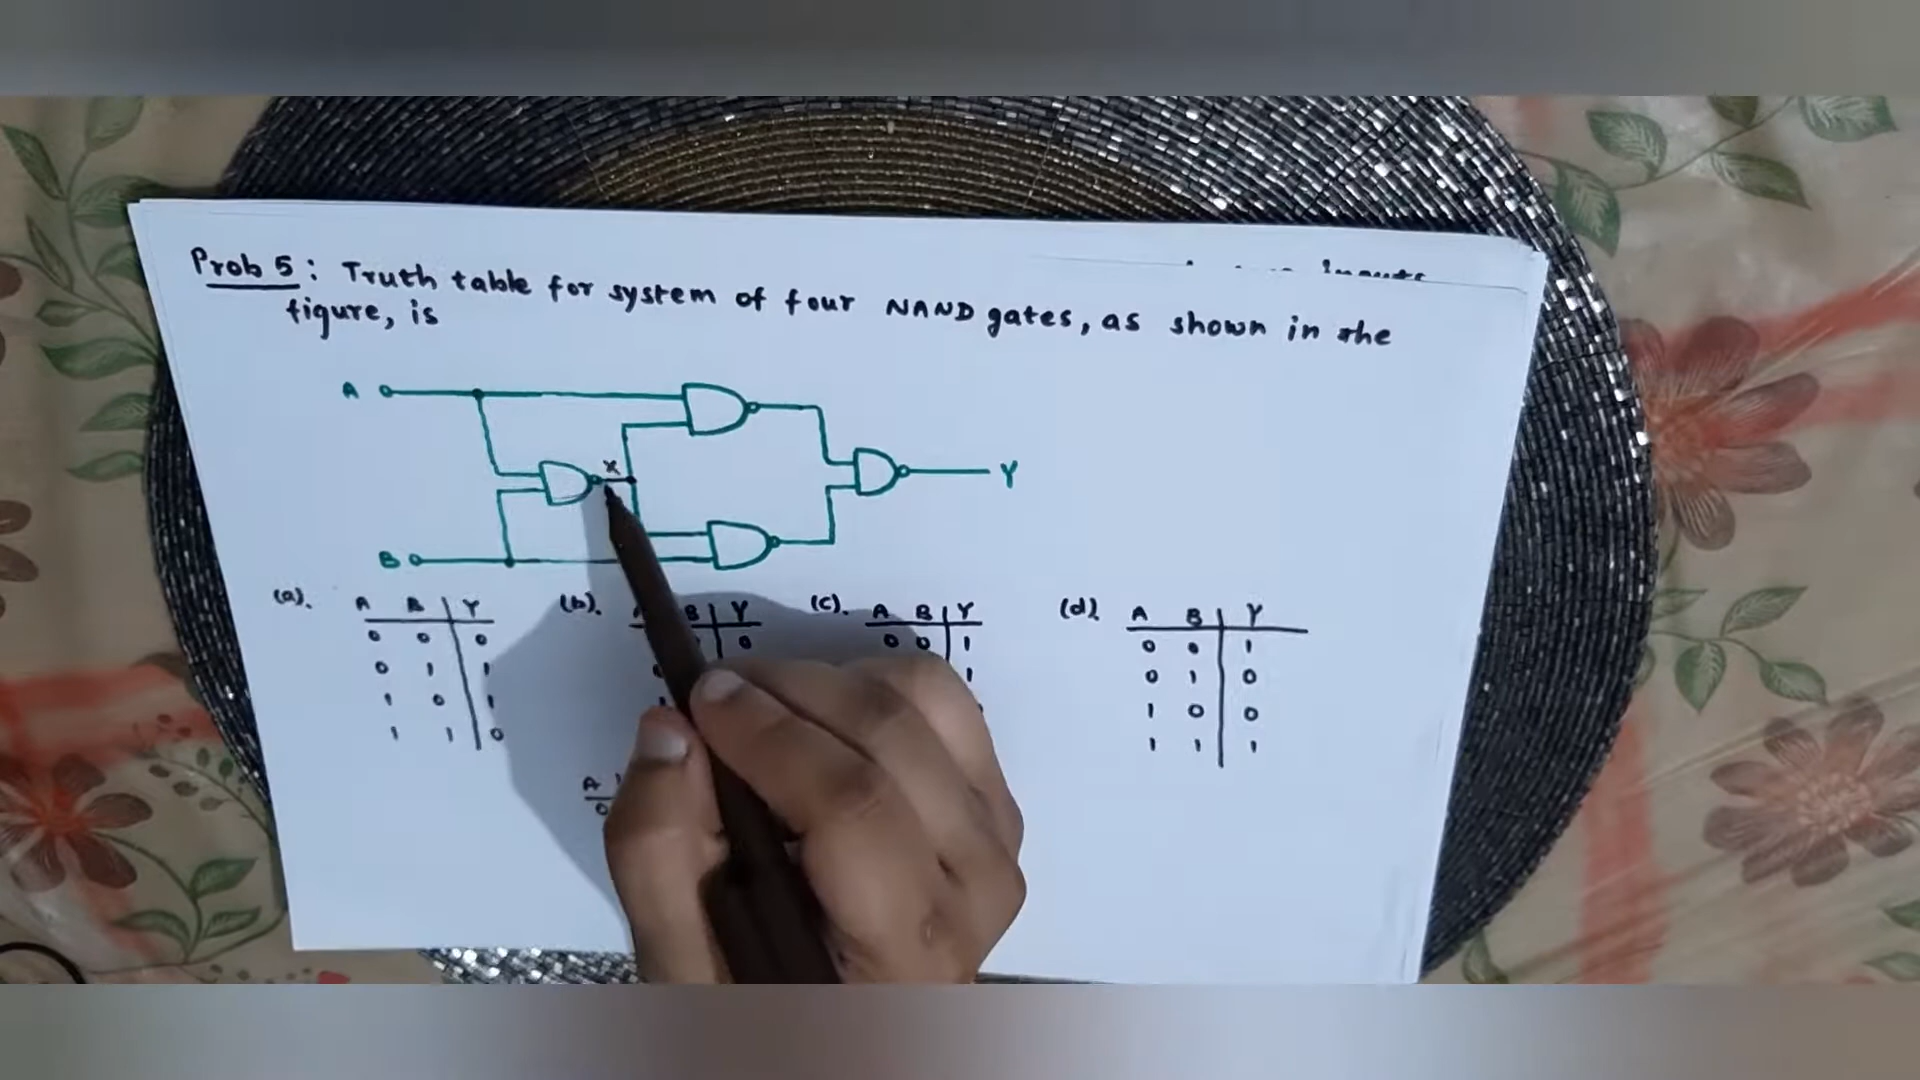 inputs
Prob 5: Truth table for system of four NAND gates, as shown in the
figure, is
A
X
Y
B
(a). A B Y
0 0 0
0 1 1
1 0 1
1 1 0
(b). B Y
0
(c). A B Y
0 0 1
1
(d). A B Y
0 0 1
0 1 0
1 0 0
1 1 1
A
0